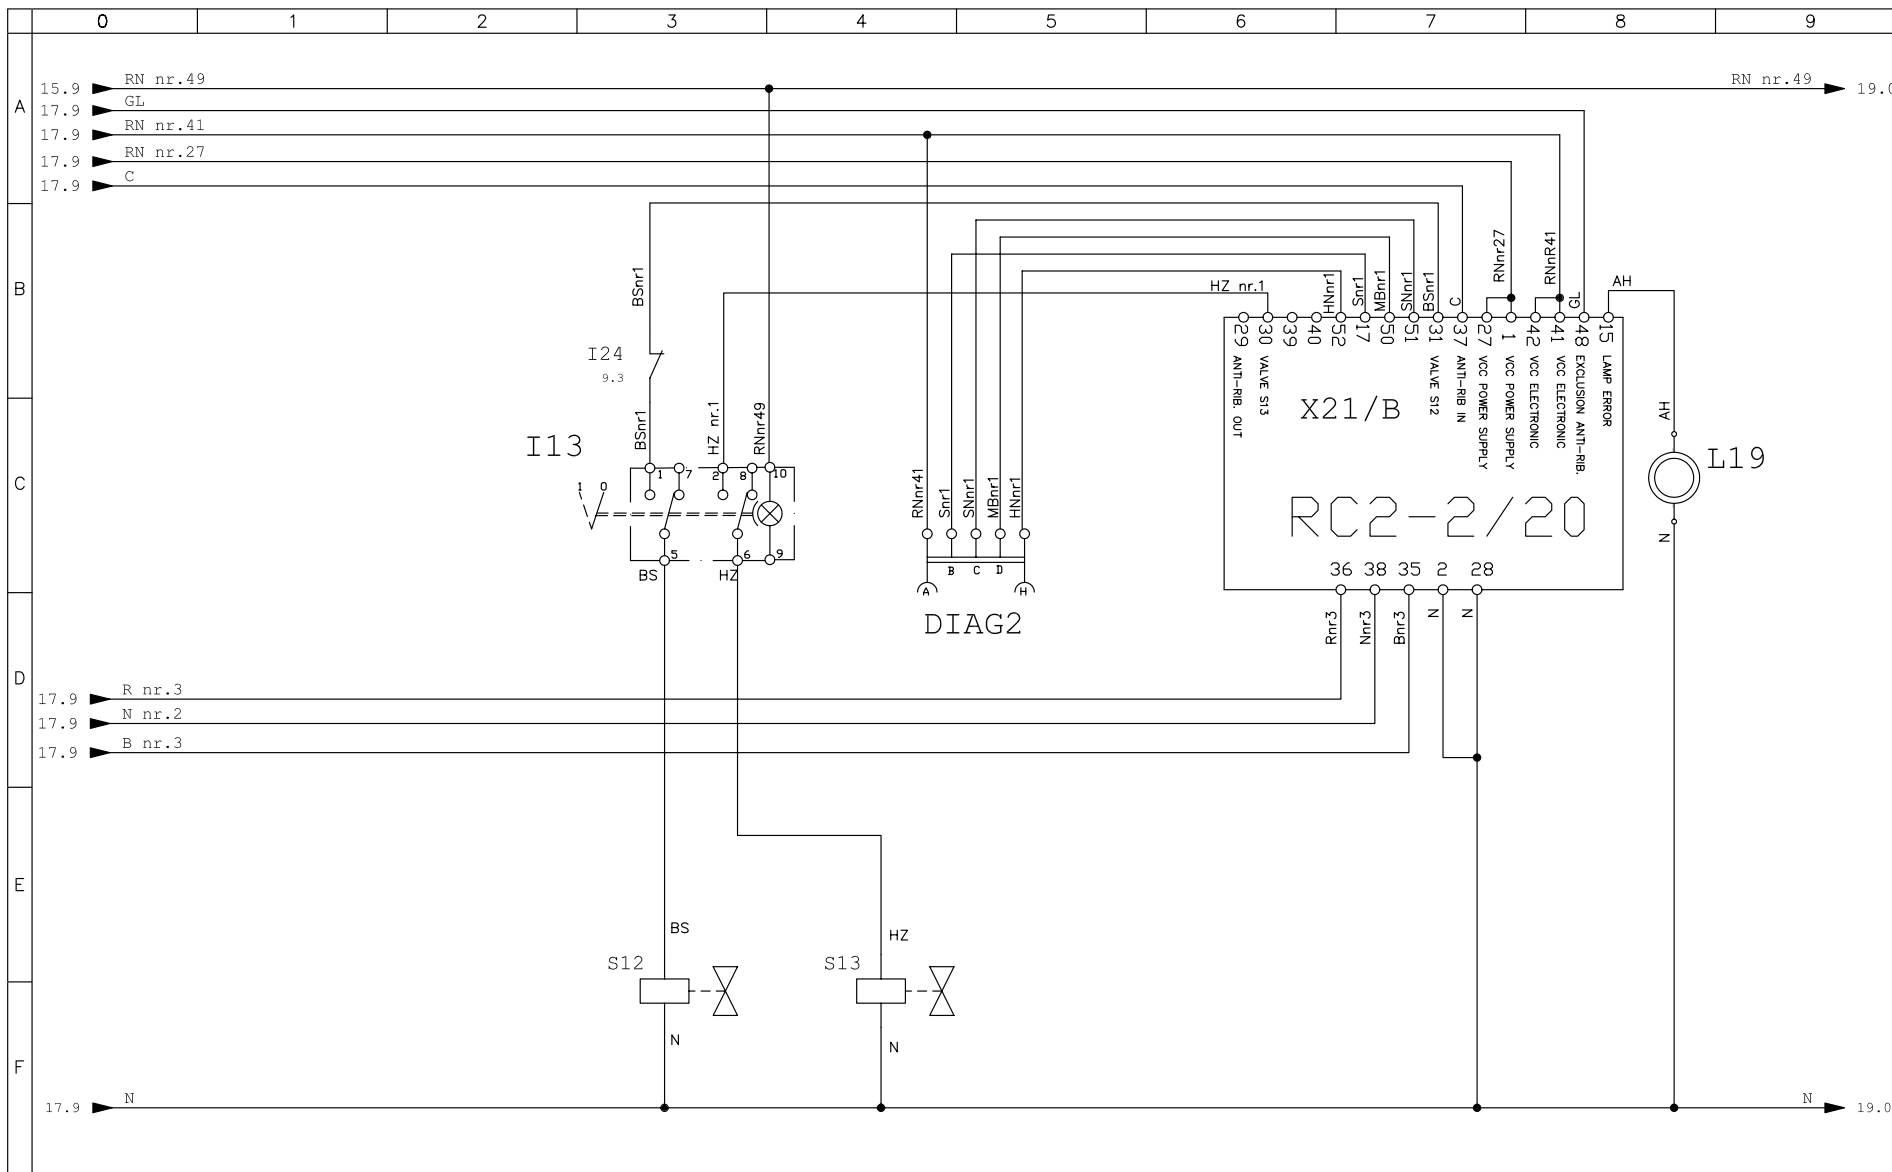 0 1 2 3 4 5 6 7 8 9
A
B
C
D
E
F
15.9 RN nr.49
RN nr.49 19.0
17.9 GL
17.9 RN nr.41
17.9 RN nr.27
17.9 C
BSnr1
HZ nr.1
HNnr1
Snr1
MBnr1
SNnr1
BSnr1
C
RNnr27
RNnR41
GL
AH
I24
9.3
29 30 39 40 52 17 50 51 31 37 27 1 42 41 48 15
ANTI-RIB. OUT
VALVE S13
VALVE S12
ANTI-RIB IN
VCC POWER SUPPLY
VCC POWER SUPPLY
VCC ELECTRONIC
VCC ELECTRONIC
EXCLUSION ANTI-RIB.
LAMP ERROR
X21/B
RC2-2/20
36 38 35 2 28
I13
BSnr1
HZ nr.1
RNnr49
1 7 2 8 10
1 0
5 6 9
BS HZ
RNnr41
Snr1
SNnr1
MBnr1
HNnr1
B C D
A H
DIAG2
AH
L19
N
Rnr3
Nnr3
Bnr3
N
N
17.9 R nr.3
17.9 N nr.2
17.9 B nr.3
BS
HZ
S12
S13
N
N
17.9 N
N 19.0